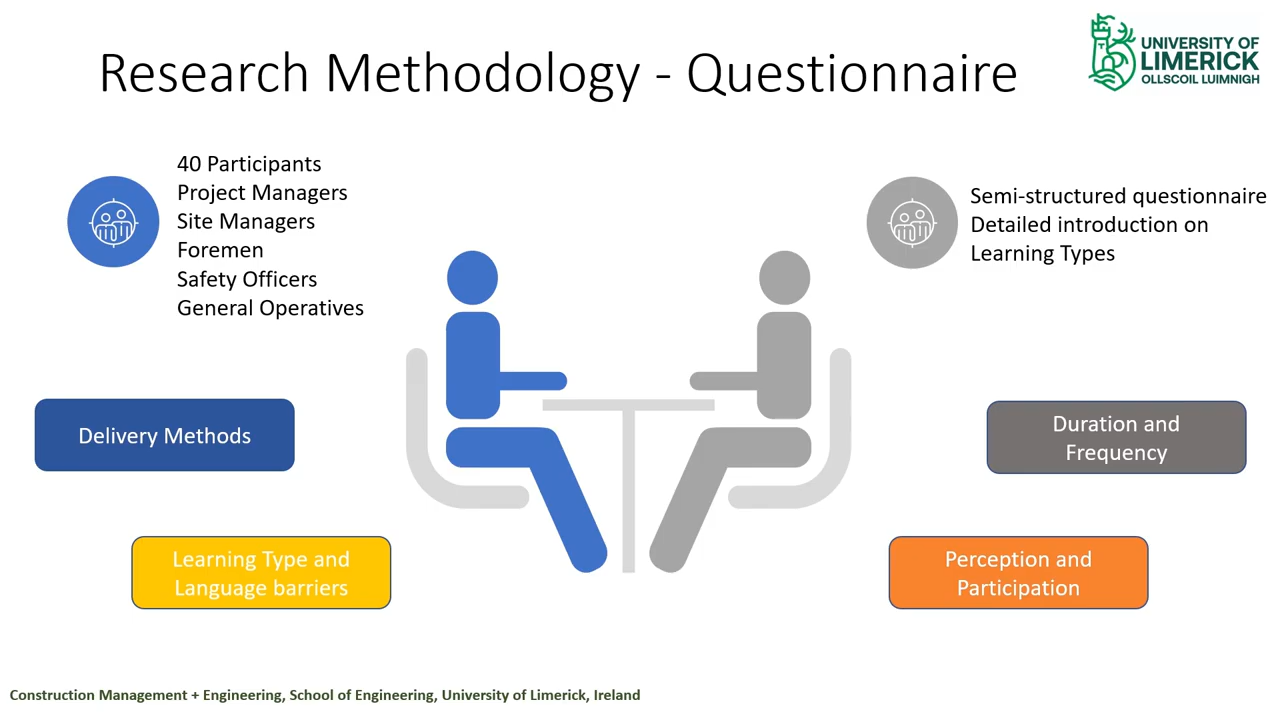 Research Methodology - Questionnaire
UNIVERSITY OF
LIMERICK
OLLSCOIL LUIMNIGH
40 Participants
Project Managers
Site Managers
Foremen
Safety Officers
General Operatives
Semi-structured questionnaire
Detailed introduction on
Learning Types
Delivery Methods
Duration and
Frequency
Learning Type and
Language barriers
Perception and
Participation
Construction Management + Engineering, School of Engineering, University of Limerick, Ireland